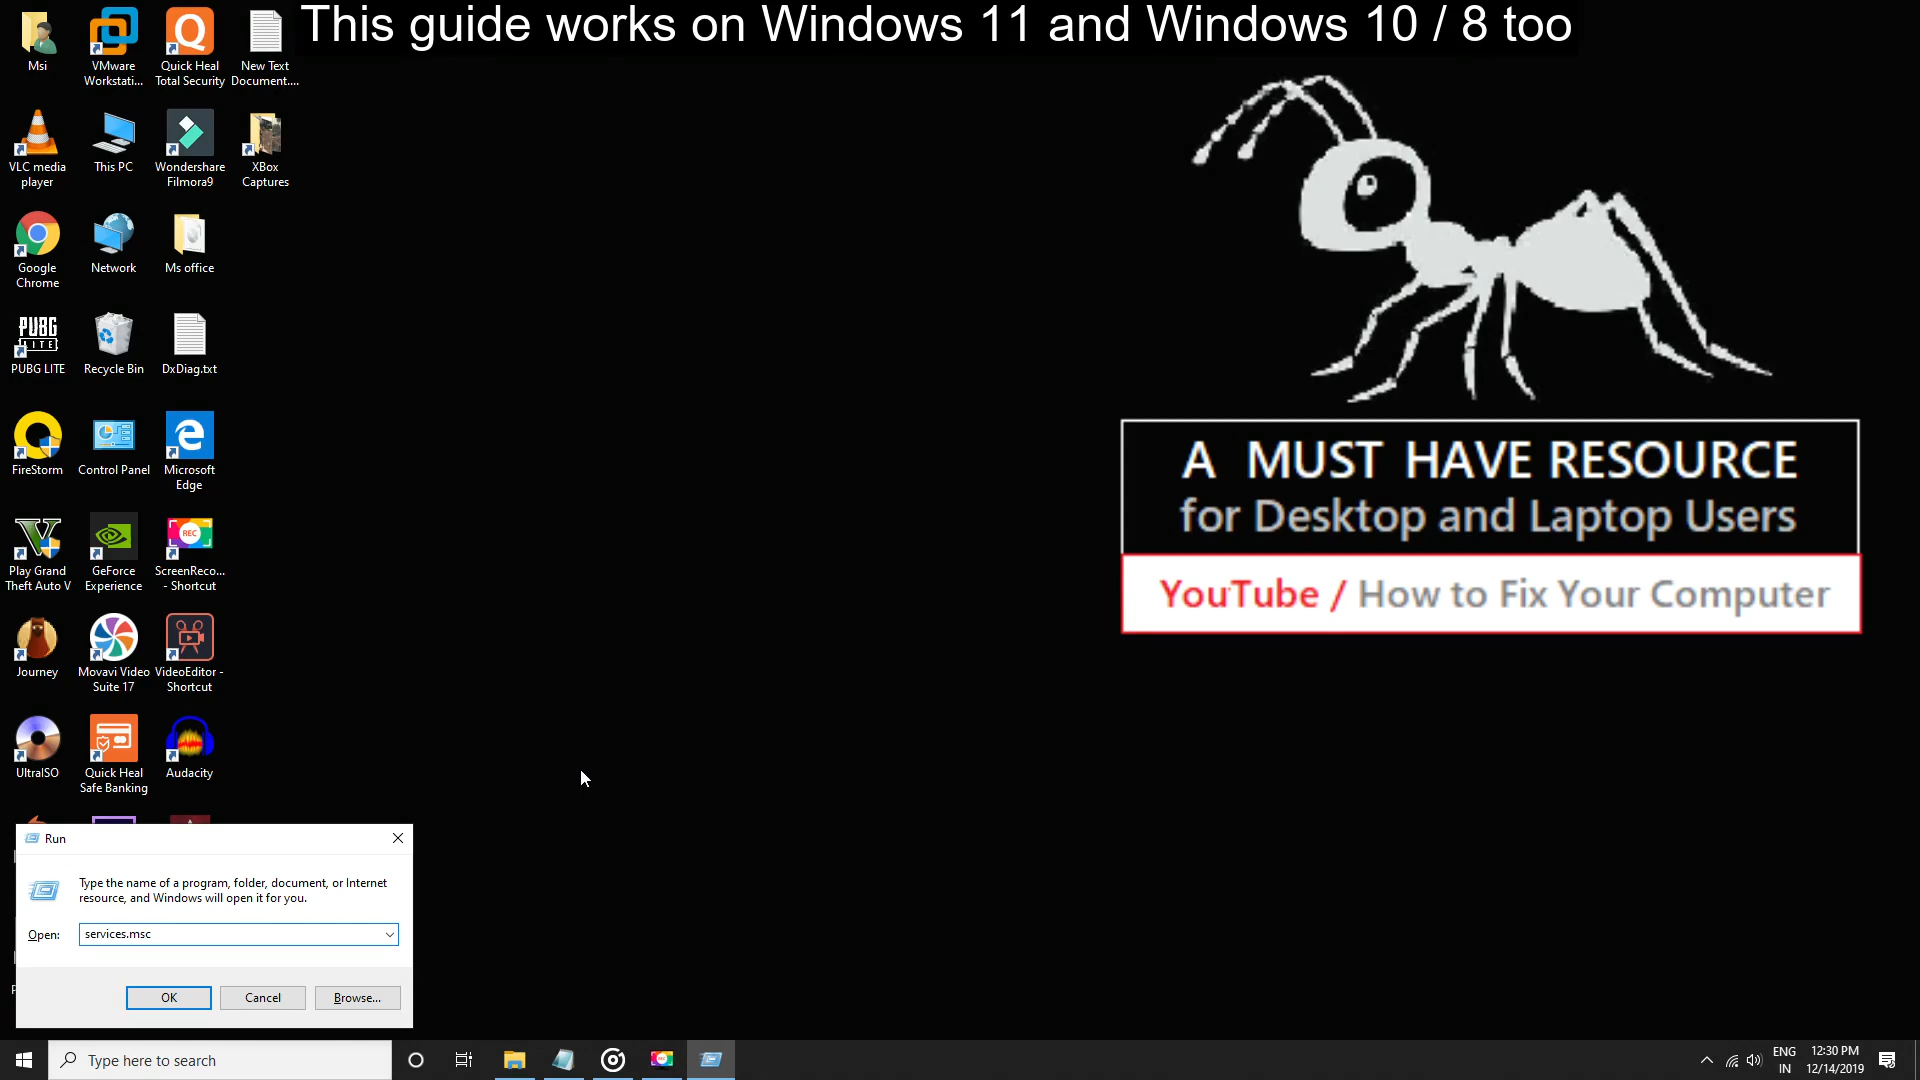 This guide works on Windows 11 and Windows 10 / 8 too
Msi
VMware
Workstati...
Quick Heal
Total Security
New Text
Document....
VLC media
player
This PC
Wondershare
Filmora9
XBox
Captures
Google
Chrome
Network
Ms office
PUBG
LITE
PUBG LITE
Recycle Bin
DxDiag.txt
FireStorm
Control Panel
Microsoft
Edge
Play Grand
Theft Auto V
GeForce
Experience
REC
ScreenReco...
- Shortcut
Journey
Movavi Video
Suite 17
VideoEditor -
Shortcut
UltraISO
Quick Heal
Safe Banking
Audacity
A MUST HAVE RESOURCE
for Desktop and Laptop Users
YouTube / How to Fix Your Computer
Run
Type the name of a program, folder, document, or Internet
resource, and Windows will open it for you.
Open:
services.msc
OK
Cancel
Browse...
Type here to search
ENG
IN
12:30 PM
12/14/2019